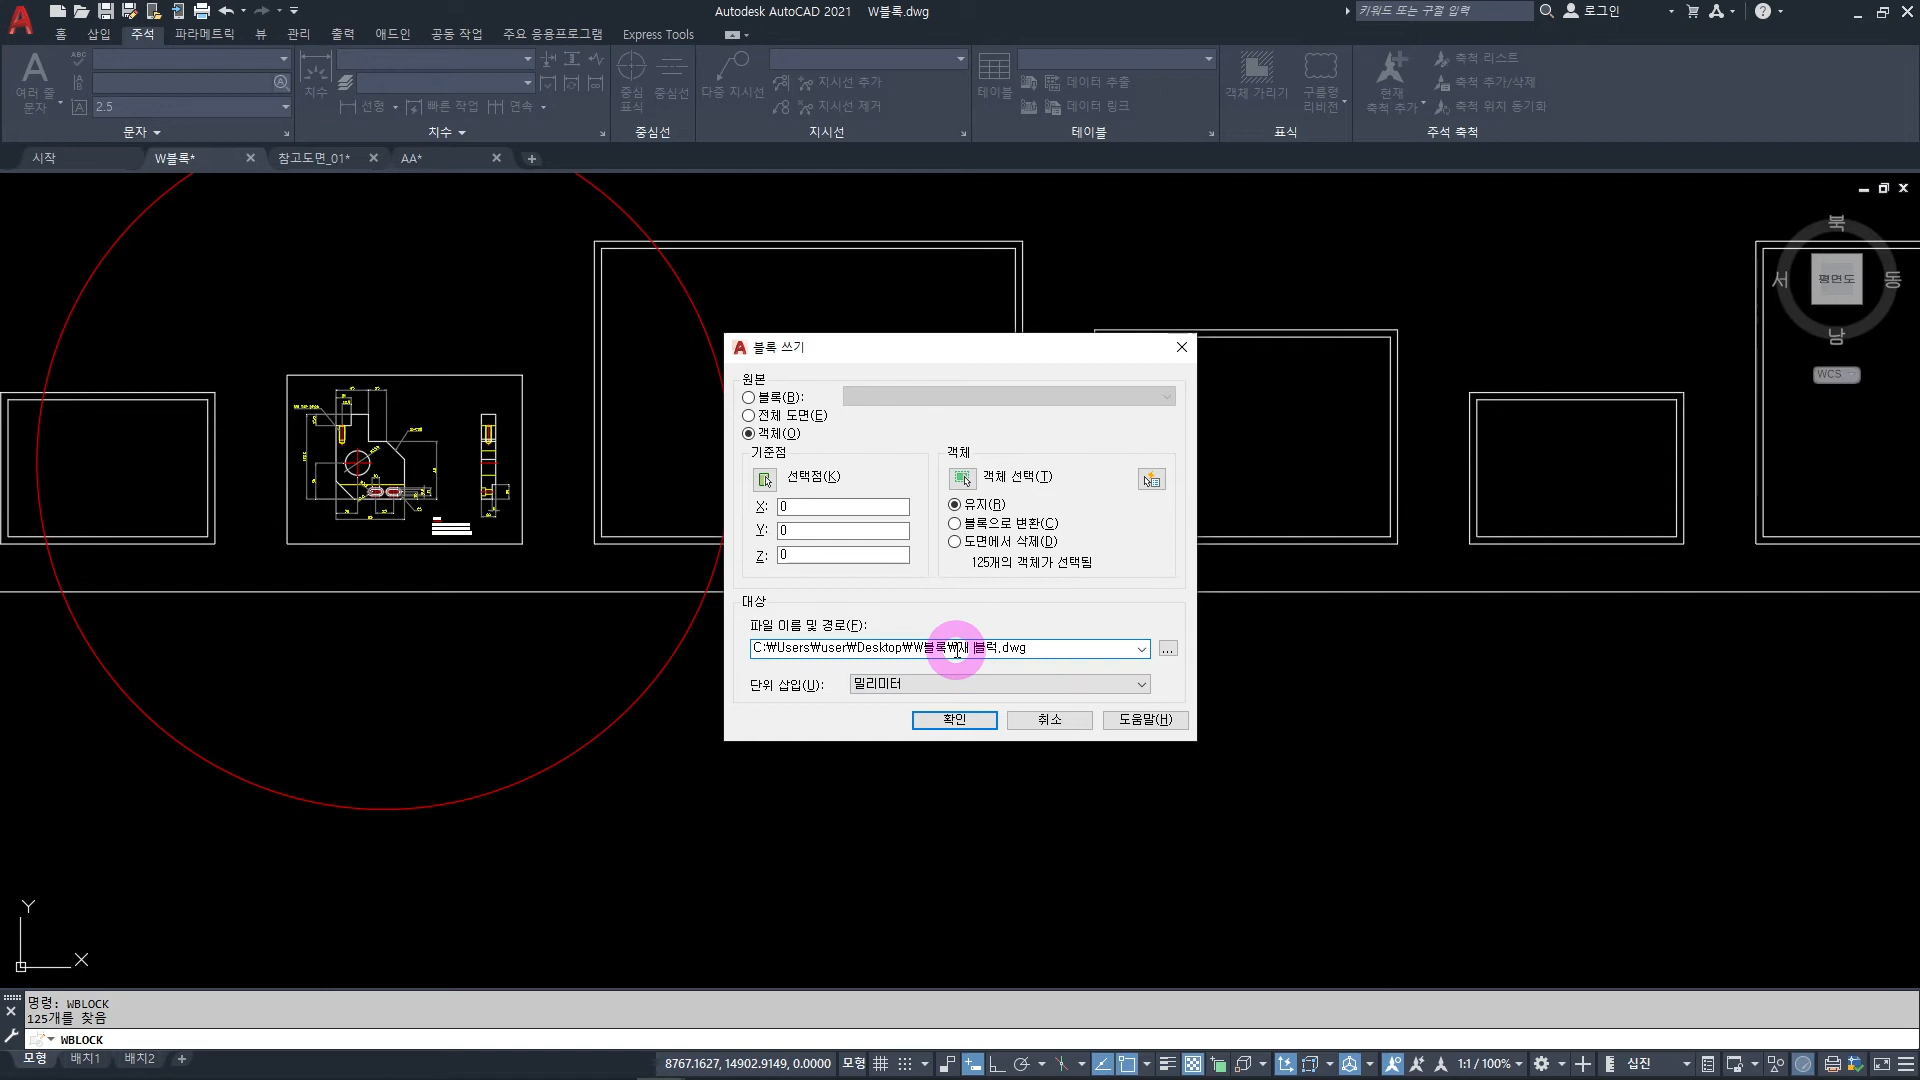 Autodesk AutoCAD 2021 W블록.dwg
키워드 또는 구절 입력
로그인
홈 삽입 주석 파라메트릭 뷰 관리 출력 애드인 공동 작업 주요 응용프로그램 Express Tools
여러 줄
문자
2.5
치수
선형 빠른 작업 연속
중심
표식
중심선
다중 지시선
지시선 추가
지시선 제거
테이블
데이터 추출
데이터 링크
객체 가리기
구름형
리비전
현재
축척 추가
축척 리스트
축척 추가/삭제
축척 위치 동기화
문자 치수 중심선 지시선 테이블 표식 주석 축척
시작 W블록* 참고도면_01* AA*
북
서 평면도 동
남
WCS
블록 쓰기
원본
블록(B):
전체 도면(E)
객체(O)
기준점
선택점(K)
X: 0
Y: 0
Z: 0
객체
객체 선택(T)
유지(R)
블록으로 변환(C)
도면에서 삭제(D)
125개의 객체가 선택됨
대상
파일 이름 및 경로(F):
C:₩Users₩user₩Desktop₩W블록₩새 블럭.dwg
...
단위 삽입(U): 밀리미터
확인 취소 도움말(H)
Y
X
명령: WBLOCK
125개를 찾음
WBLOCK
모형 배치1 배치2
8767.1627, 14902.9149, 0.0000 모형 1:1 / 100% 십진